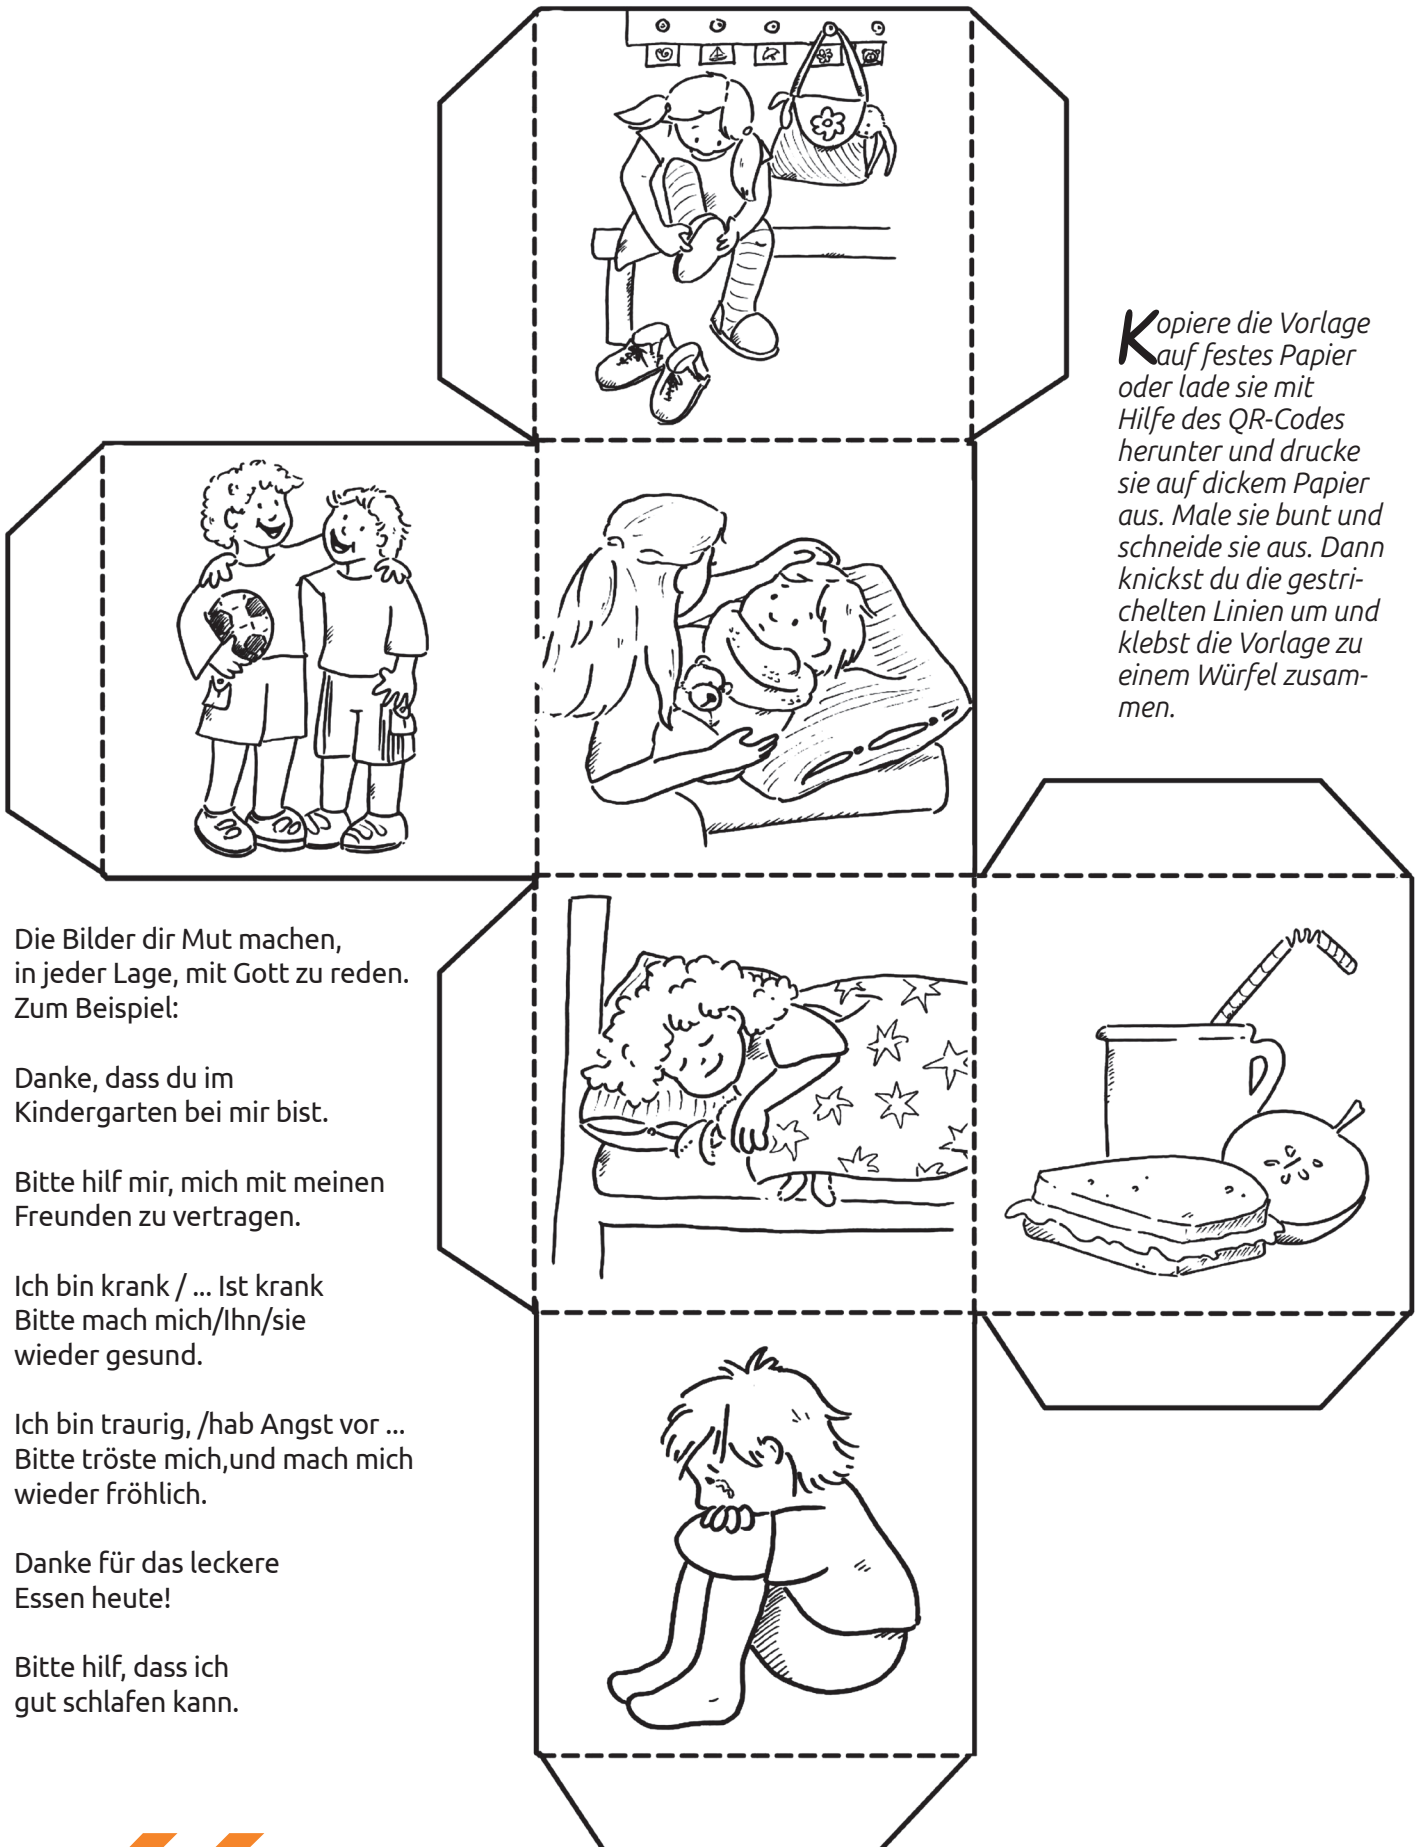 Kopiere die Vorlage
auf festes Papier
oder lade sie mit
Hilfe des QR-Codes
herunter und drucke
sie auf dickem Papier
aus. Male sie bunt und
schneide sie aus. Dann
knickst du die gestri-
chelten Linien um und
klebst die Vorlage zu
einem Würfel zusam-
men.
Die Bilder dir Mut machen,
in jeder Lage, mit Gott zu reden.
Zum Beispiel:
Danke, dass du im
Kindergarten bei mir bist.
Bitte hilf mir, mich mit meinen
Freunden zu vertragen.
Ich bin krank / ... Ist krank
Bitte mach mich/Ihn/sie
wieder gesund.
Ich bin traurig, /hab Angst vor ...
Bitte tröste mich,und mach mich
wieder fröhlich.
Danke für das leckere
Essen heute!
Bitte hilf, dass ich
gut schlafen kann.